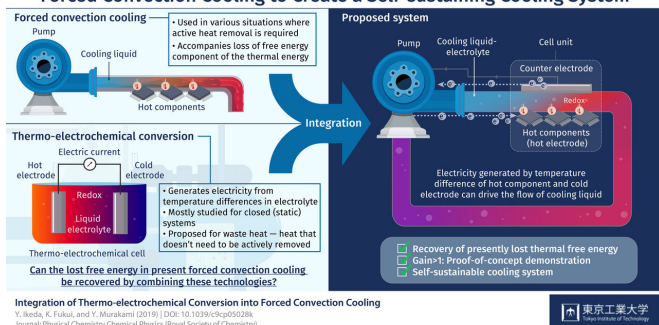 Forced Convection Cooling to Create a Self-sustaining Cooling System
Forced convection cooling
Pump
Cooling liquid
Hot components
• Used in various situations where
active heat removal is required
• Accompanies loss of free energy
component of the thermal energy
Thermo-electrochemical conversion
Electric current
Hot
electrode
Cold
electrode
Redox
Liquid
electrolyte
Thermo-electrochemical cell
• Generates electricity from
temperature differences in electrolyte
• Mostly studied for closed (static)
systems
• Proposed for waste heat — heat that
doesn't need to be actively removed
Can the lost free energy in present forced convection cooling
be recovered by combining these technologies?
Integration
Proposed system
Pump
Cooling liquid-
electrolyte
Cell unit
Counter electrode
Redox
Hot components
(hot electrode)
Electricity generated by temperature
difference of hot component and cold
electrode can drive the flow of cooling liquid
Recovery of presently lost thermal free energy
Gain>1: Proof-of-concept demonstration
Self-sustainable cooling system
Integration of Thermo-electrochemical Conversion into Forced Convection Cooling
Y. Ikeda, K. Fukui, and Y. Murakami (2019) | DOI: 10.1039/c9cp05028k
Journal: Physical Chemistry Chemical Physics (Royal Society of Chemistry)
東京工業大学
Tokyo Institute of Technology